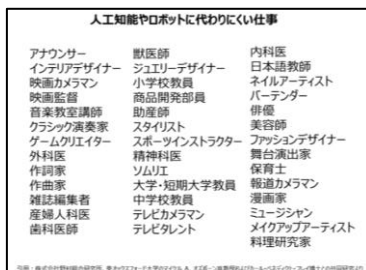 人工知能やロボットに代わりにくい仕事
アナウンサー
インテリアデザイナー
映画カメラマン
映画監督
音楽教室講師
クラシック演奏家
ゲームクリエイター
外科医
作詞家
作曲家
雑誌編集者
産婦人科医
歯科医師
獣医師
ジュエリーデザイナー
小学校教員
商品開発部員
助産師
スタイリスト
スポーツインストラクター
精神科医
ソムリエ
大学・短期大学教員
中学校教員
テレビカメラマン
テレビタレント
内科医
日本語教師
ネイルアーティスト
バーテンダー
俳優
美容師
ファッションデザイナー
舞台演出家
保育士
報道カメラマン
漫画家
ミュージシャン
メイクアップアーティスト
料理研究家